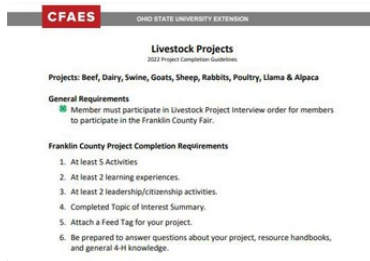 CFAES
OHIO STATE UNIVERSITY EXTENSION
Livestock Projects
2022 Project Completion Guidelines
Projects: Beef, Dairy, Swine, Goats, Sheep, Rabbits, Poultry, Llama & Alpaca
General Requirements
Member must participate in Livestock Project Interview order for members
to participate in the Franklin County Fair.
Franklin County Project Completion Requirements
1. At least 5 Activities
2. At least 2 learning experiences.
3. At least 2 leadership/citizenship activities.
4. Completed Topic of Interest Summary.
5. Attach a Feed Tag for your project.
6. Be prepared to answer questions about your project, resource handbooks,
and general 4-H knowledge.